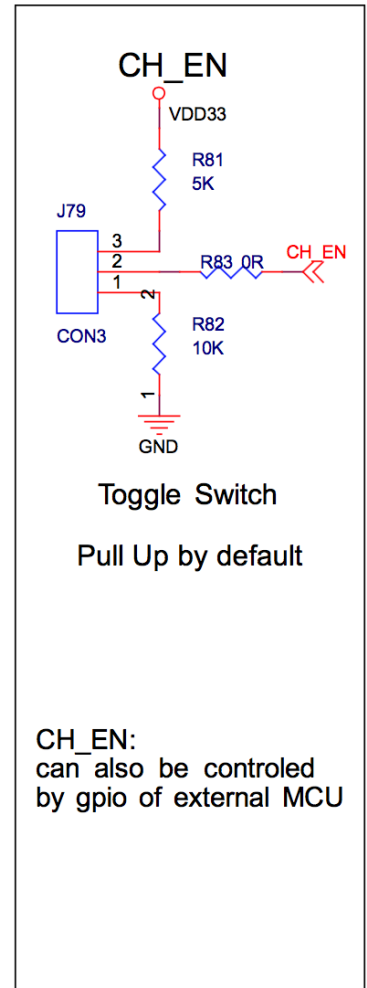 CH_EN
VDD33
R81
5K
J79
3
2
1
R83 0R
CH_EN
CON3
2
R82
10K
1
GND
Toggle Switch
Pull Up by default
CH_EN:
can also be controled
by gpio of external MCU